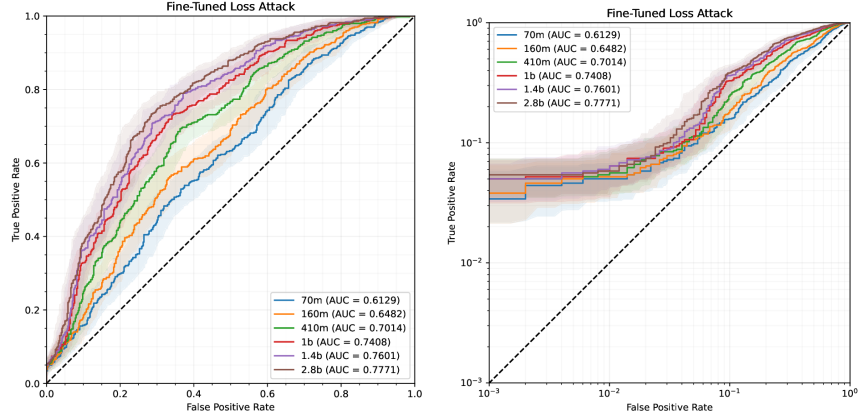 Fine-Tuned Loss Attack
1.0
0.8
0.6
0.4
0.2
0.0
True Positive Rate
0.0 0.2 0.4 0.6 0.8 1.0
False Positive Rate
70m (AUC = 0.6129)
160m (AUC = 0.6482)
410m (AUC = 0.7014)
1b (AUC = 0.7408)
1.4b (AUC = 0.7601)
2.8b (AUC = 0.7771)
Fine-Tuned Loss Attack
10⁰
10⁻¹
10⁻²
10⁻³
True Positive Rate
10⁻³ 10⁻² 10⁻¹ 10⁰
False Positive Rate
70m (AUC = 0.6129)
160m (AUC = 0.6482)
410m (AUC = 0.7014)
1b (AUC = 0.7408)
1.4b (AUC = 0.7601)
2.8b (AUC = 0.7771)